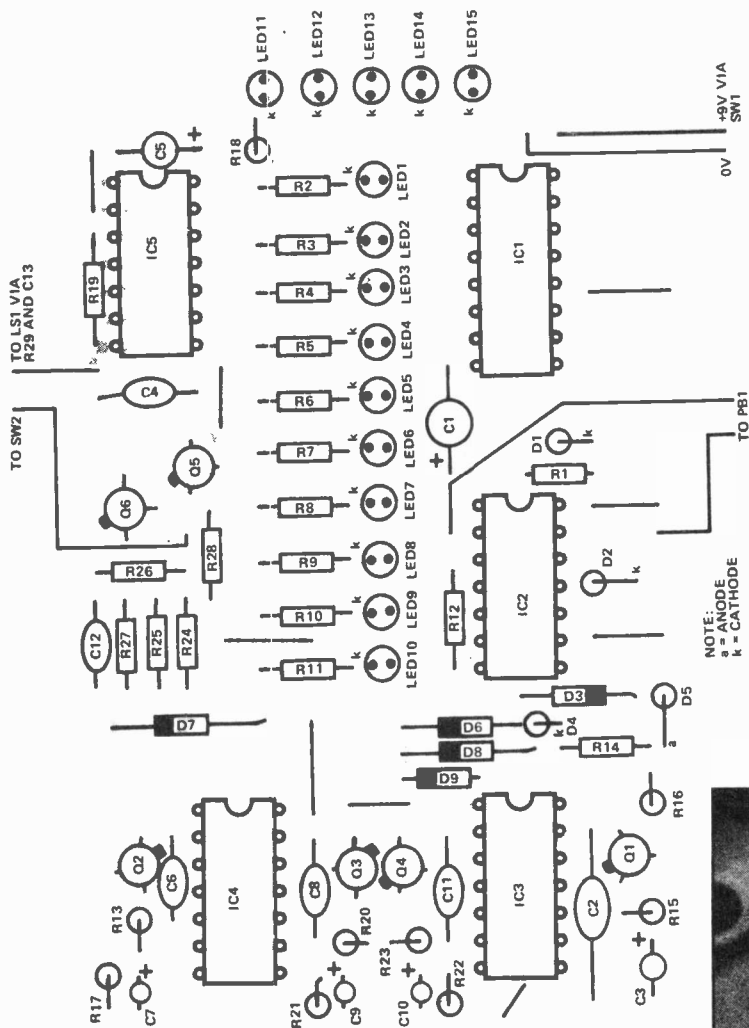 TO LS1 VIA
R29 AND C13
TO SW2
R19
C5
+
IC5
C4
Q5
Q6
R26
R28
C12
R27
R25
R24
D7
R18
LED11
LED12
LED13
LED14
LED15
k
k
k
k
k
R2
k
LED1
R3
k
LED2
R4
k
LED3
R5
k
LED4
R6
k
LED5
R7
k
LED6
R8
k
LED7
R9
k
LED8
R10
k
LED9
R11
k
LED10
C1
+
IC1
0V
+9V VIA
SW1
D1
k
R1
TO PB1
R12
IC2
D2
k
NOTE:
a = ANODE
k = CATHODE
D3
D5
a
D6
D4
k
D8
R14
D9
R16
Q2
C6
R13
R17
C7
+
IC4
C8
Q3
Q4
C11
R20
R23
R21
C9
+
C10
+
R22
IC3
C2
Q1
R15
C3
+